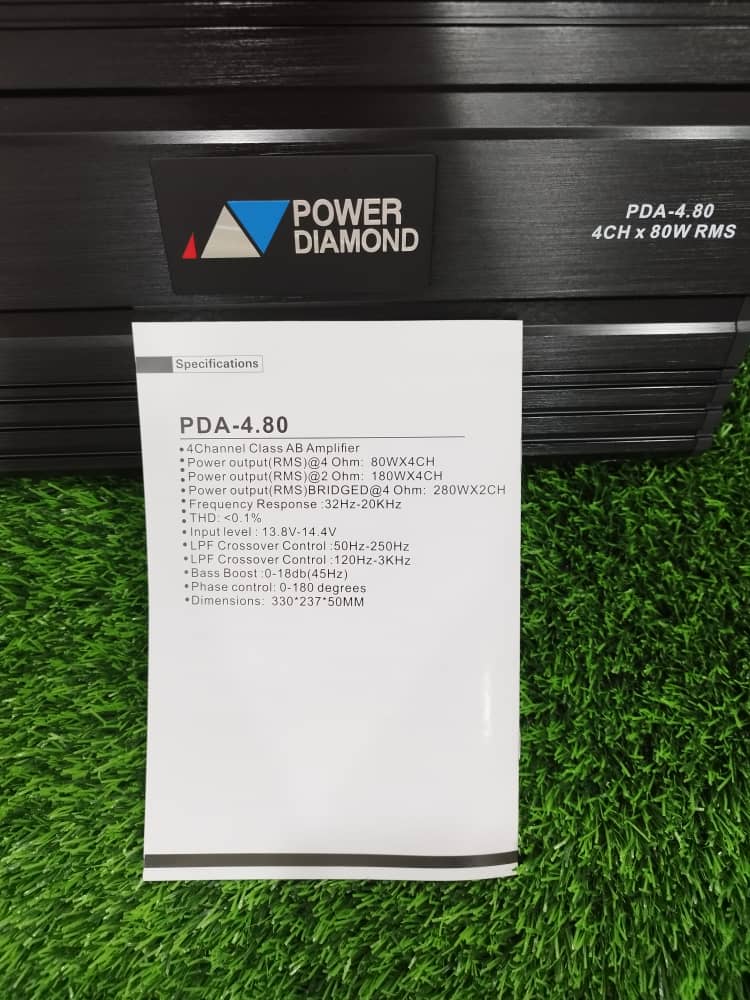 POWER
DIAMOND
PDA-4.80
4CH x 80W RMS
Specifications
PDA-4.80
•4Channel Class AB Amplifier
•Power output(RMS)@4 Ohm: 80WX4CH
•Power output(RMS)@2 Ohm: 180WX4CH
•Power output(RMS)BRIDGED@4 Ohm: 280WX2CH
•Frequency Response :32Hz-20KHz
•THD: <0.1%
•Input level : 13.8V-14.4V
•LPF Crossover Control :50Hz-250Hz
•LPF Crossover Control :120Hz-3KHz
•Bass Boost :0-18db(45Hz)
•Phase control: 0-180 degrees
•Dimensions: 330*237*50MM